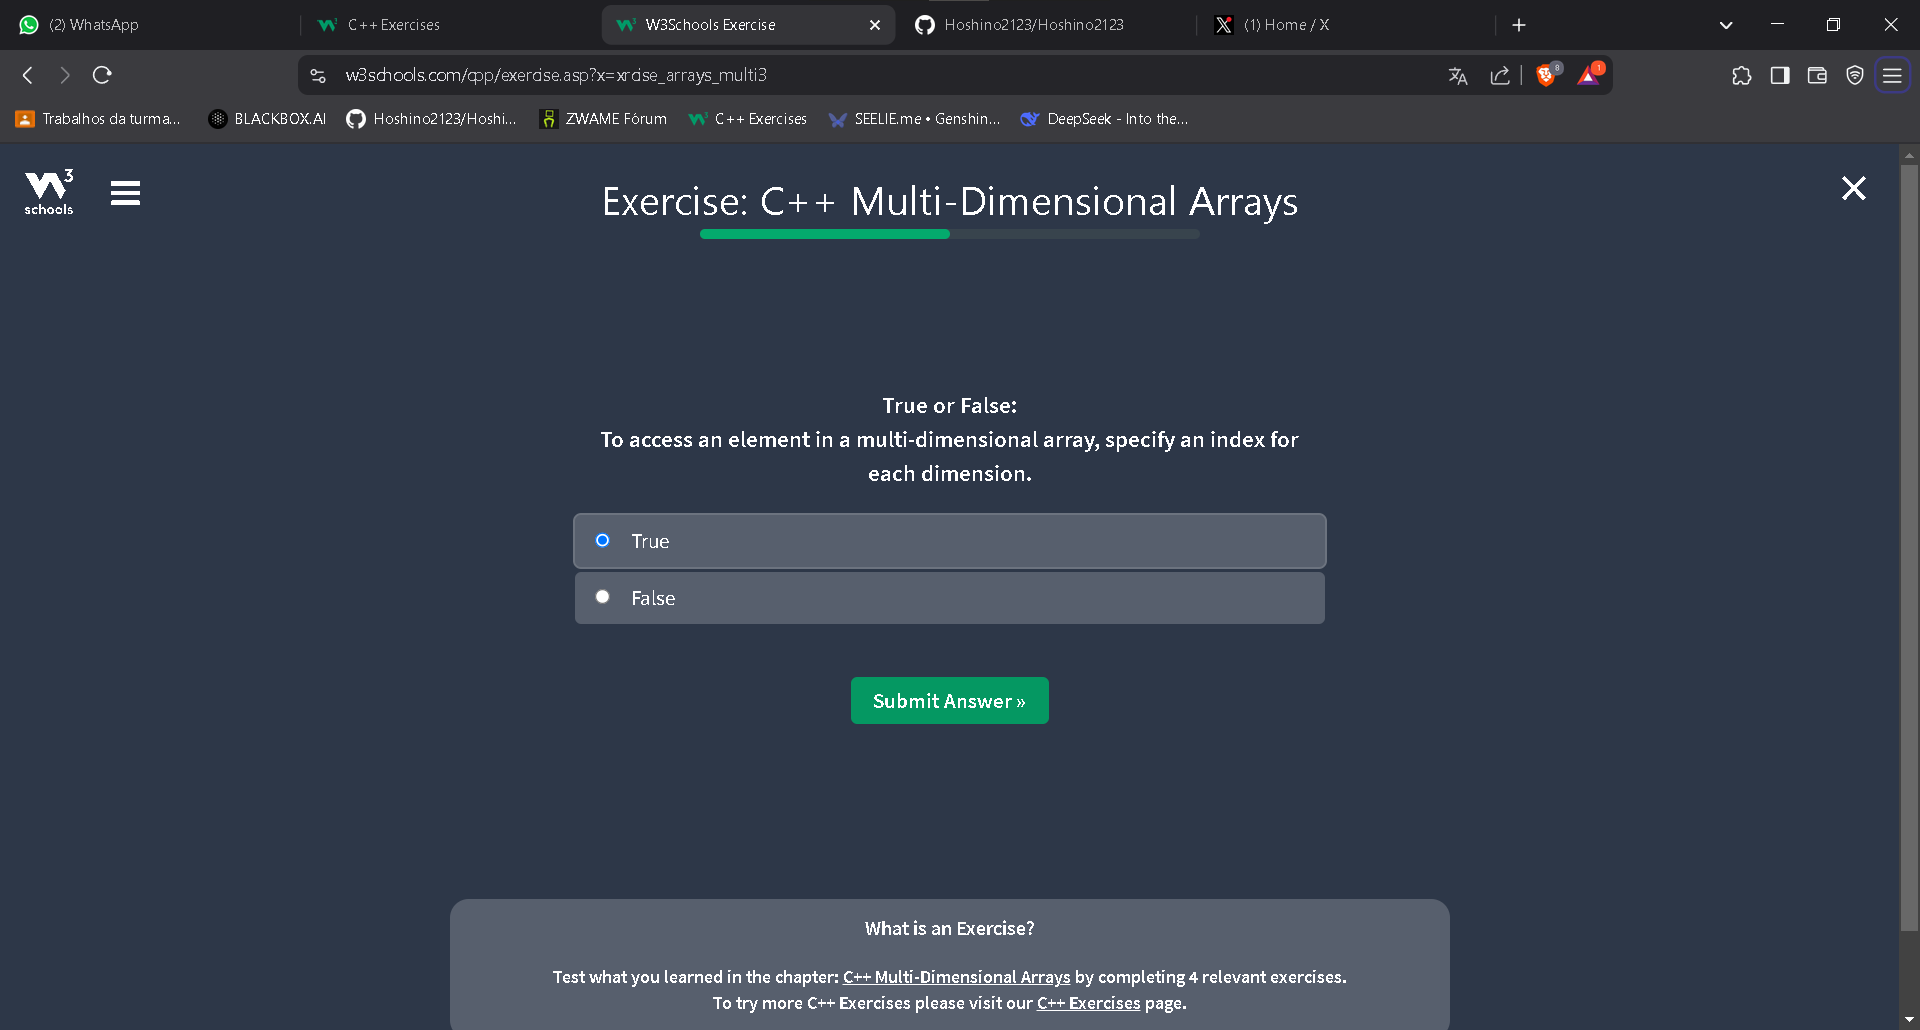 (2) WhatsApp
C++ Exercises
W3Schools Exercise
Hoshino2123/Hoshino2123
(1) Home / X
w3schools.com/cpp/exercise.asp?x=xrcise_arrays_multi3
8
1
Trabalhos da turma...
BLACKBOX.AI
Hoshino2123/Hoshi...
ZWAME Fórum
C++ Exercises
SEELIE.me • Genshin...
DeepSeek - Into the...
3
schools
Exercise: C++ Multi-Dimensional Arrays
True or False:
To access an element in a multi-dimensional array, specify an index for
each dimension.
True
False
Submit Answer »
What is an Exercise?
Test what you learned in the chapter: C++ Multi-Dimensional Arrays by completing 4 relevant exercises.
To try more C++ Exercises please visit our C++ Exercises page.